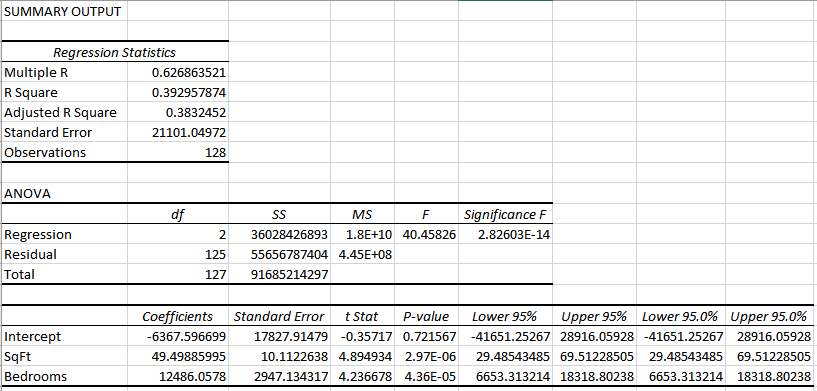 SUMMARY OUTPUT
Regression Statistics
Multiple R 0.626863521
R Square 0.392957874
Adjusted R Square 0.3832452
Standard Error 21101.04972
Observations 128
ANOVA
df SS MS F Significance F
Regression 2 36028426893 1.8E+10 40.45826 2.82603E-14
Residual 125 55656787404 4.45E+08
Total 127 91685214297
Coefficients Standard Error t Stat P-value Lower 95% Upper 95% Lower 95.0% Upper 95.0%
Intercept -6367.596699 17827.91479 -0.35717 0.721567 -41651.25267 28916.05928 -41651.25267 28916.05928
SqFt 49.49885995 10.1122638 4.894934 2.97E-06 29.48543485 69.51228505 29.48543485 69.51228505
Bedrooms 12486.0578 2947.134317 4.236678 4.36E-05 6653.313214 18318.80238 6653.313214 18318.80238